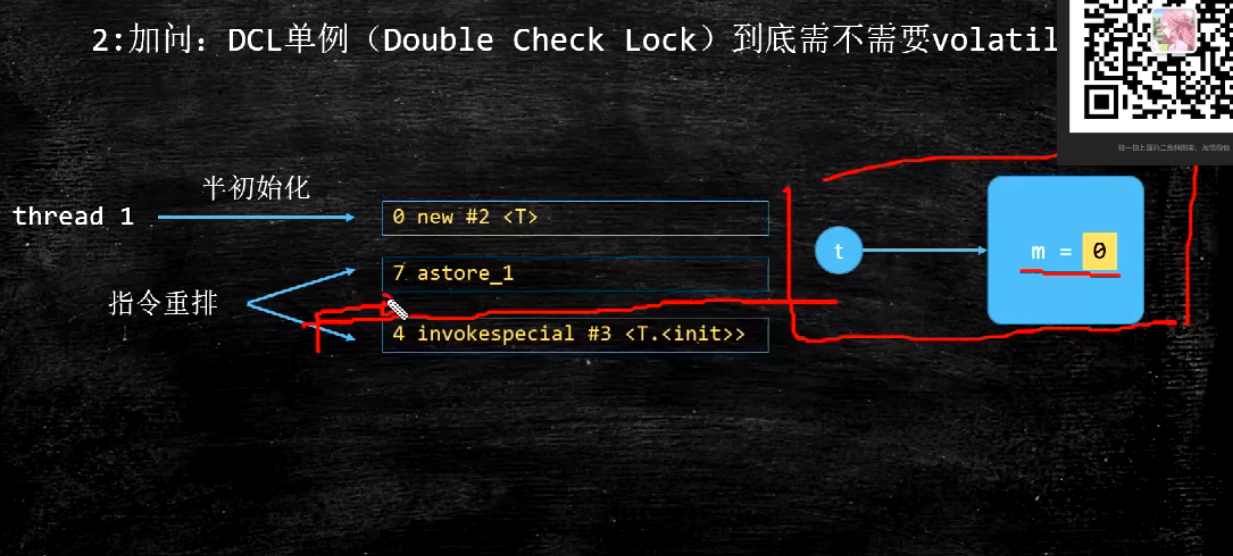 2:加问: DCL单例（Double Check Lock）到底需不需要volatil
半初始化
thread 1
0 new #2 <T>
7 astore_1
指令重排
4 invokespecial #3 <T.<init>>
t
m = 0